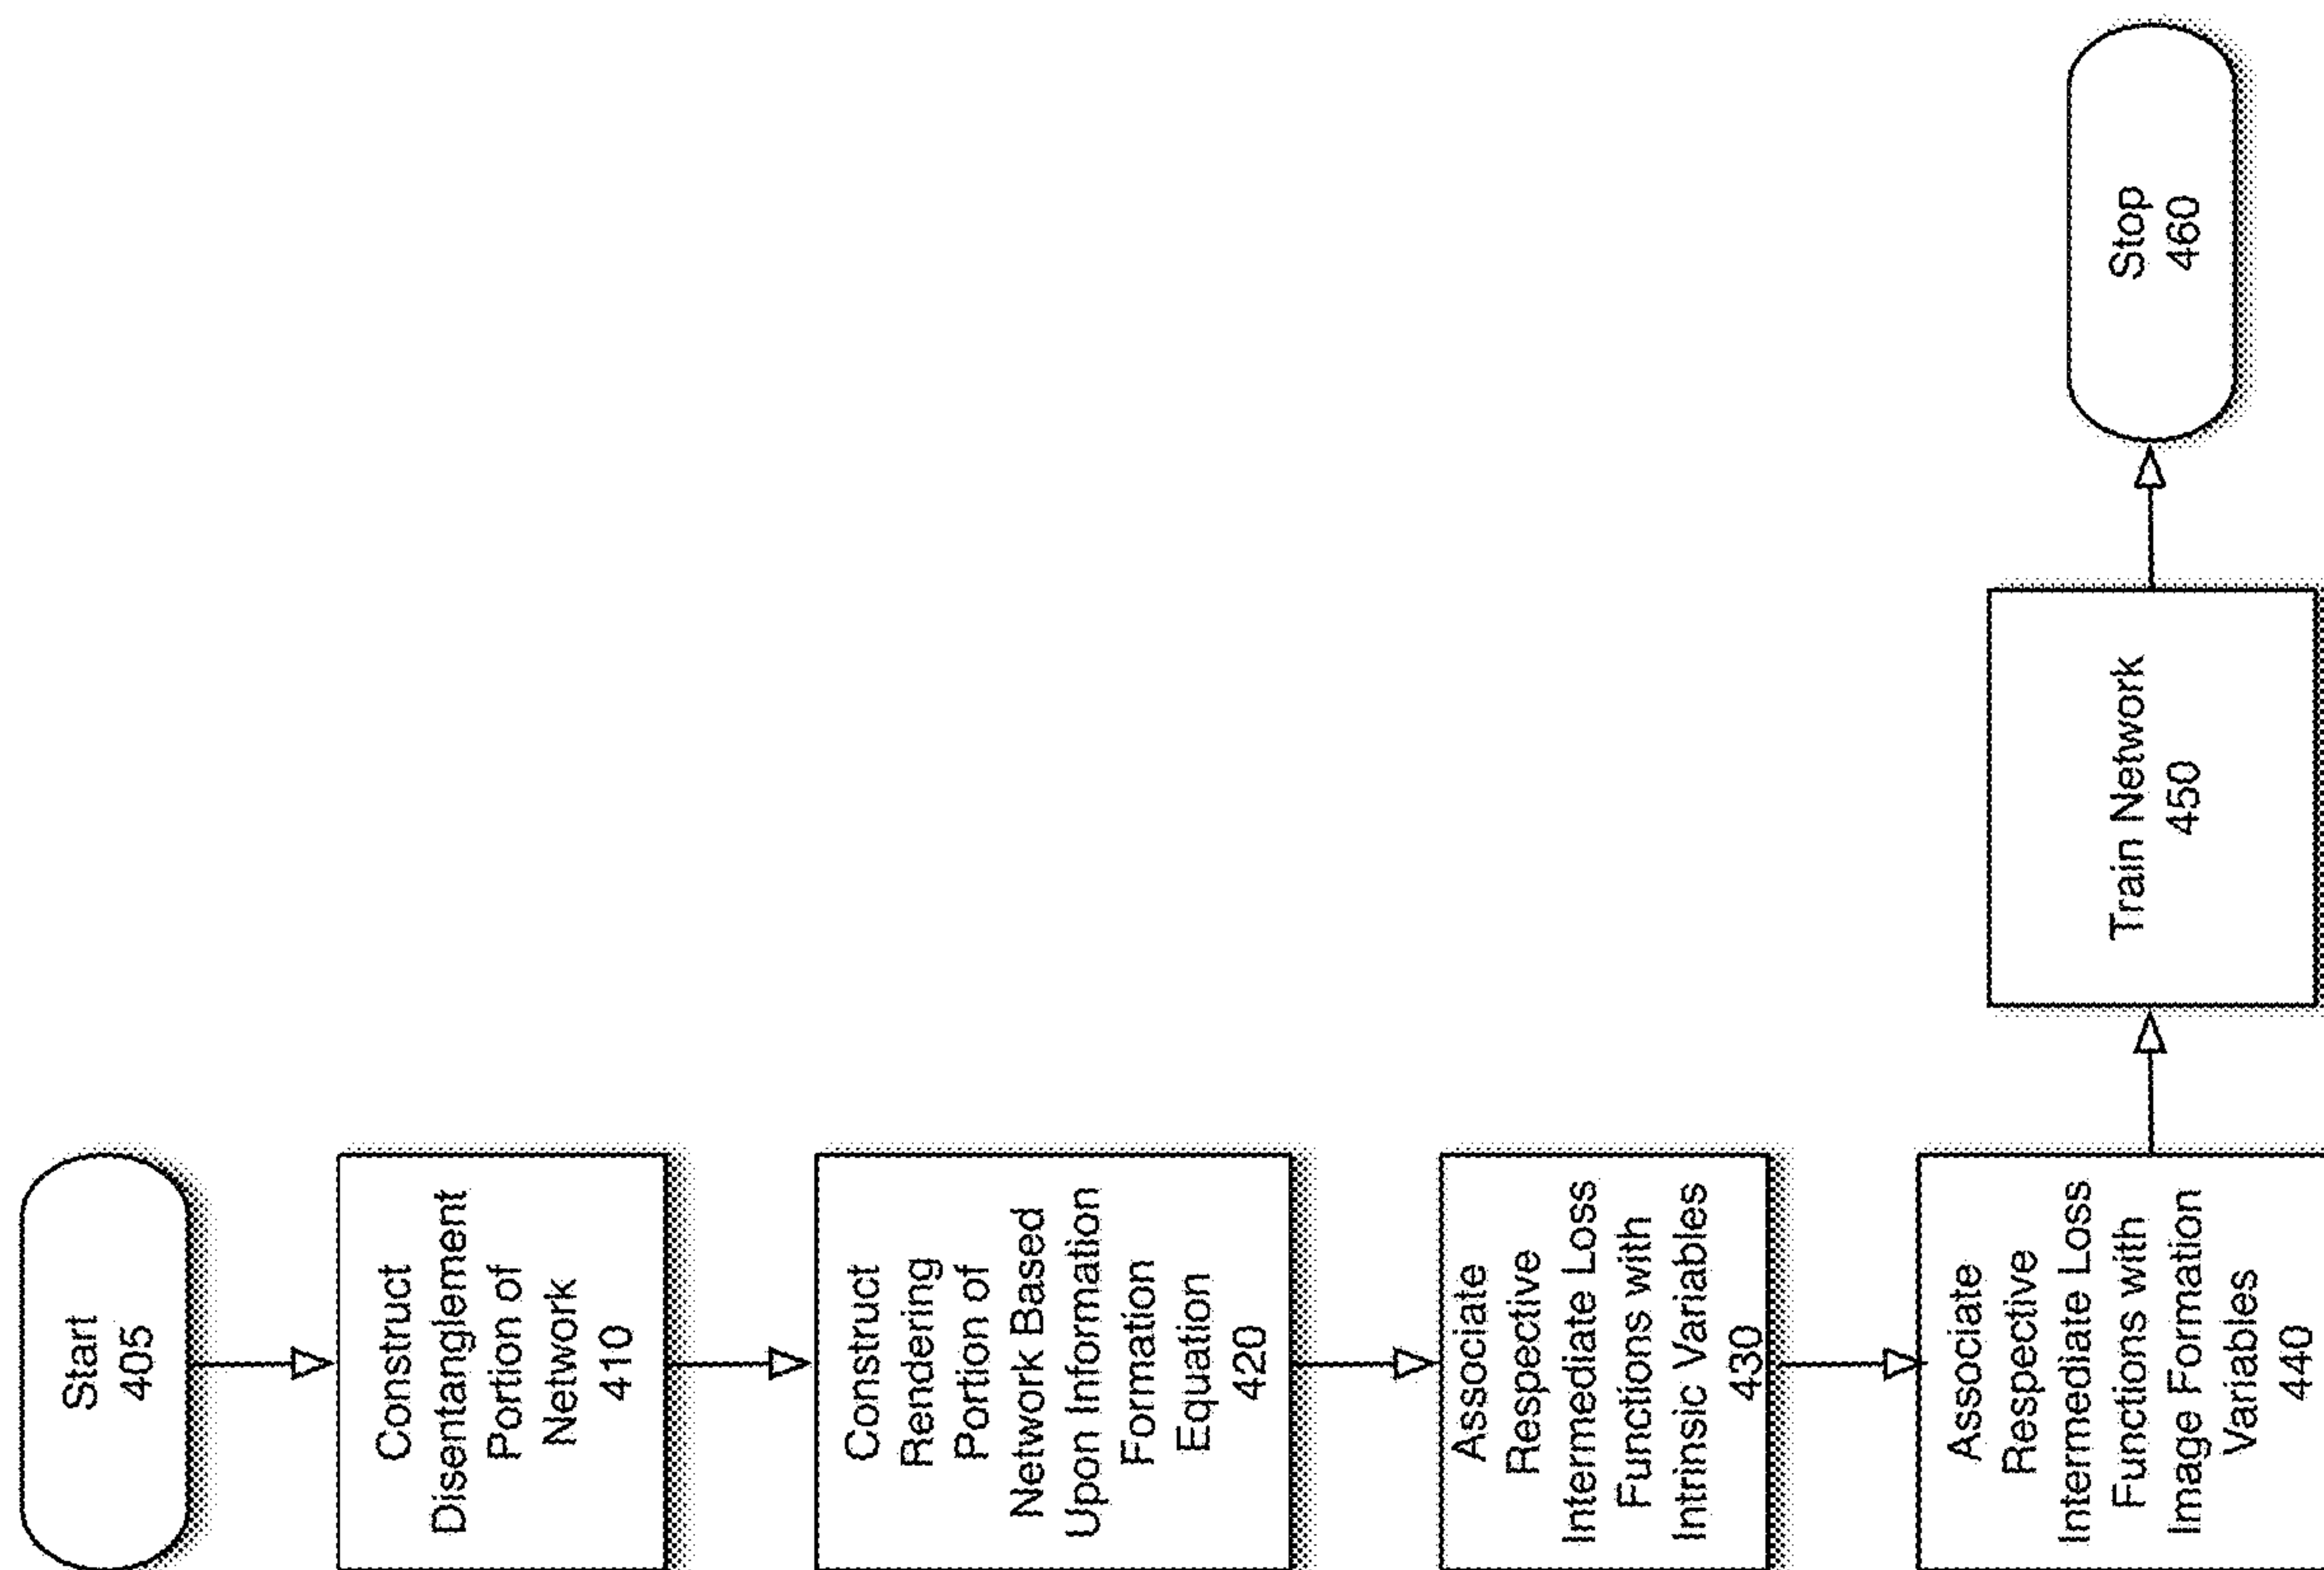 Start
405
Construct
Disentanglement
Portion of
Network
410
Construct
Rendering
Portion of
Network Based
Upon Information
Formation
Equation
420
Associate
Respective
Intermediate Loss
Functions with
Intrinsic Variables
430
Associate
Respective
Intermediate Loss
Functions with
Image Formation
Variables
440
Train Network
450
Stop
460